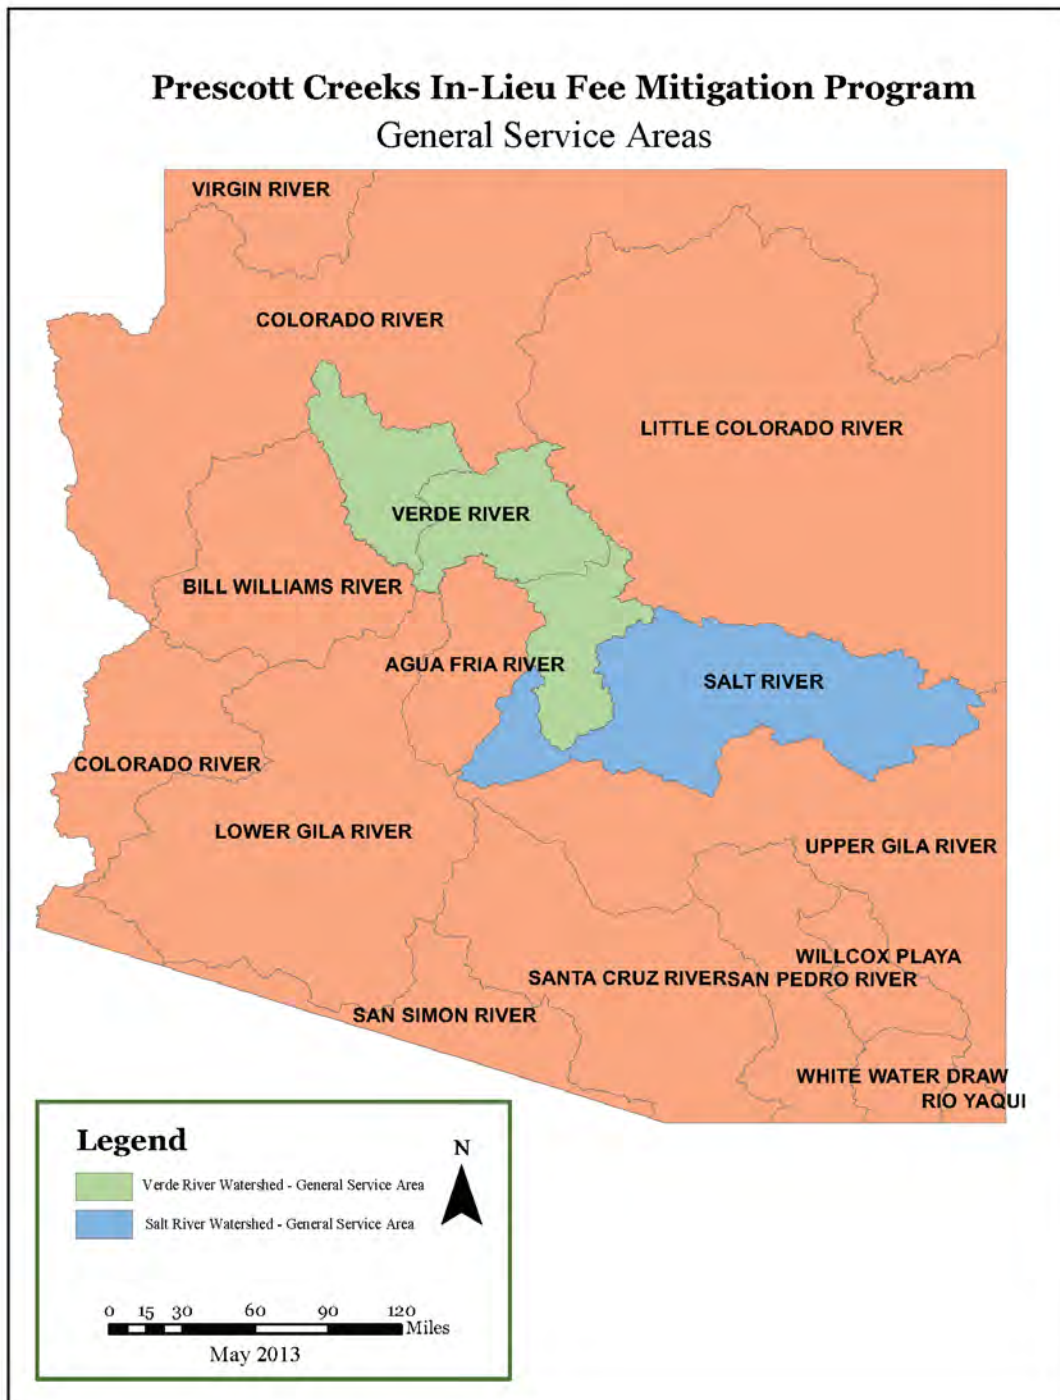 Prescott Creeks In-Lieu Fee Mitigation Program
General Service Areas
VIRGIN RIVER
COLORADO RIVER
LITTLE COLORADO RIVER
VERDE RIVER
BILL WILLIAMS RIVER
AGUA FRIA RIVER
SALT RIVER
COLORADO RIVER
LOWER GILA RIVER
UPPER GILA RIVER
WILLCOX PLAYA
SANTA CRUZ RIVER
SAN PEDRO RIVER
SAN SIMON RIVER
WHITE WATER DRAW
RIO YAQUI
Legend
N
Verde River Watershed - General Service Area
Salt River Watershed - General Service Area
0 15 30 60 90 120
Miles
May 2013